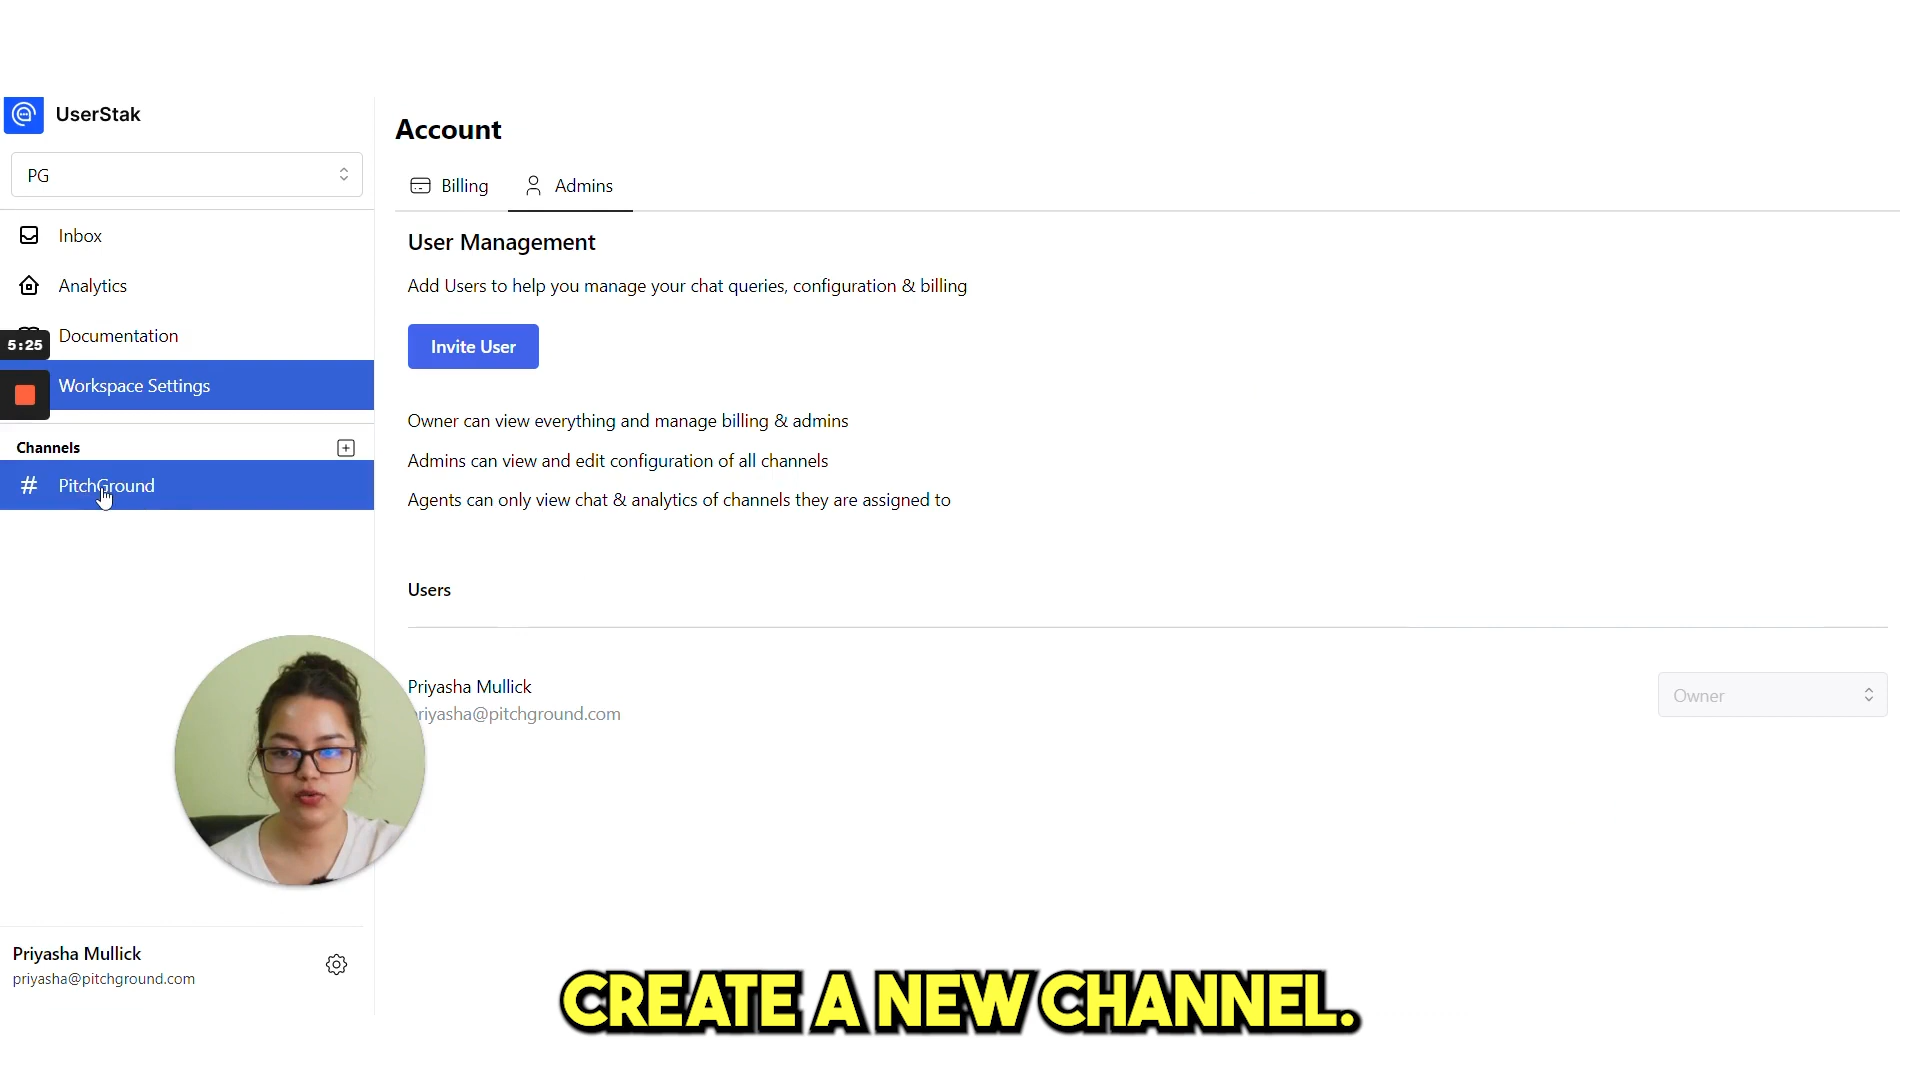 UserStak
PG
Inbox
Analytics
Documentation
5:25
Workspace Settings
Channels
# PitchGround
Priyasha Mullick
priyasha@pitchground.com
Account
Billing
Admins
User Management
Add Users to help you manage your chat queries, configuration & billing
Invite User
Owner can view everything and manage billing & admins
Admins can view and edit configuration of all channels
Agents can only view chat & analytics of channels they are assigned to
Users
Priyasha Mullick
riyasha@pitchground.com
Owner
CREATE A NEW CHANNEL.